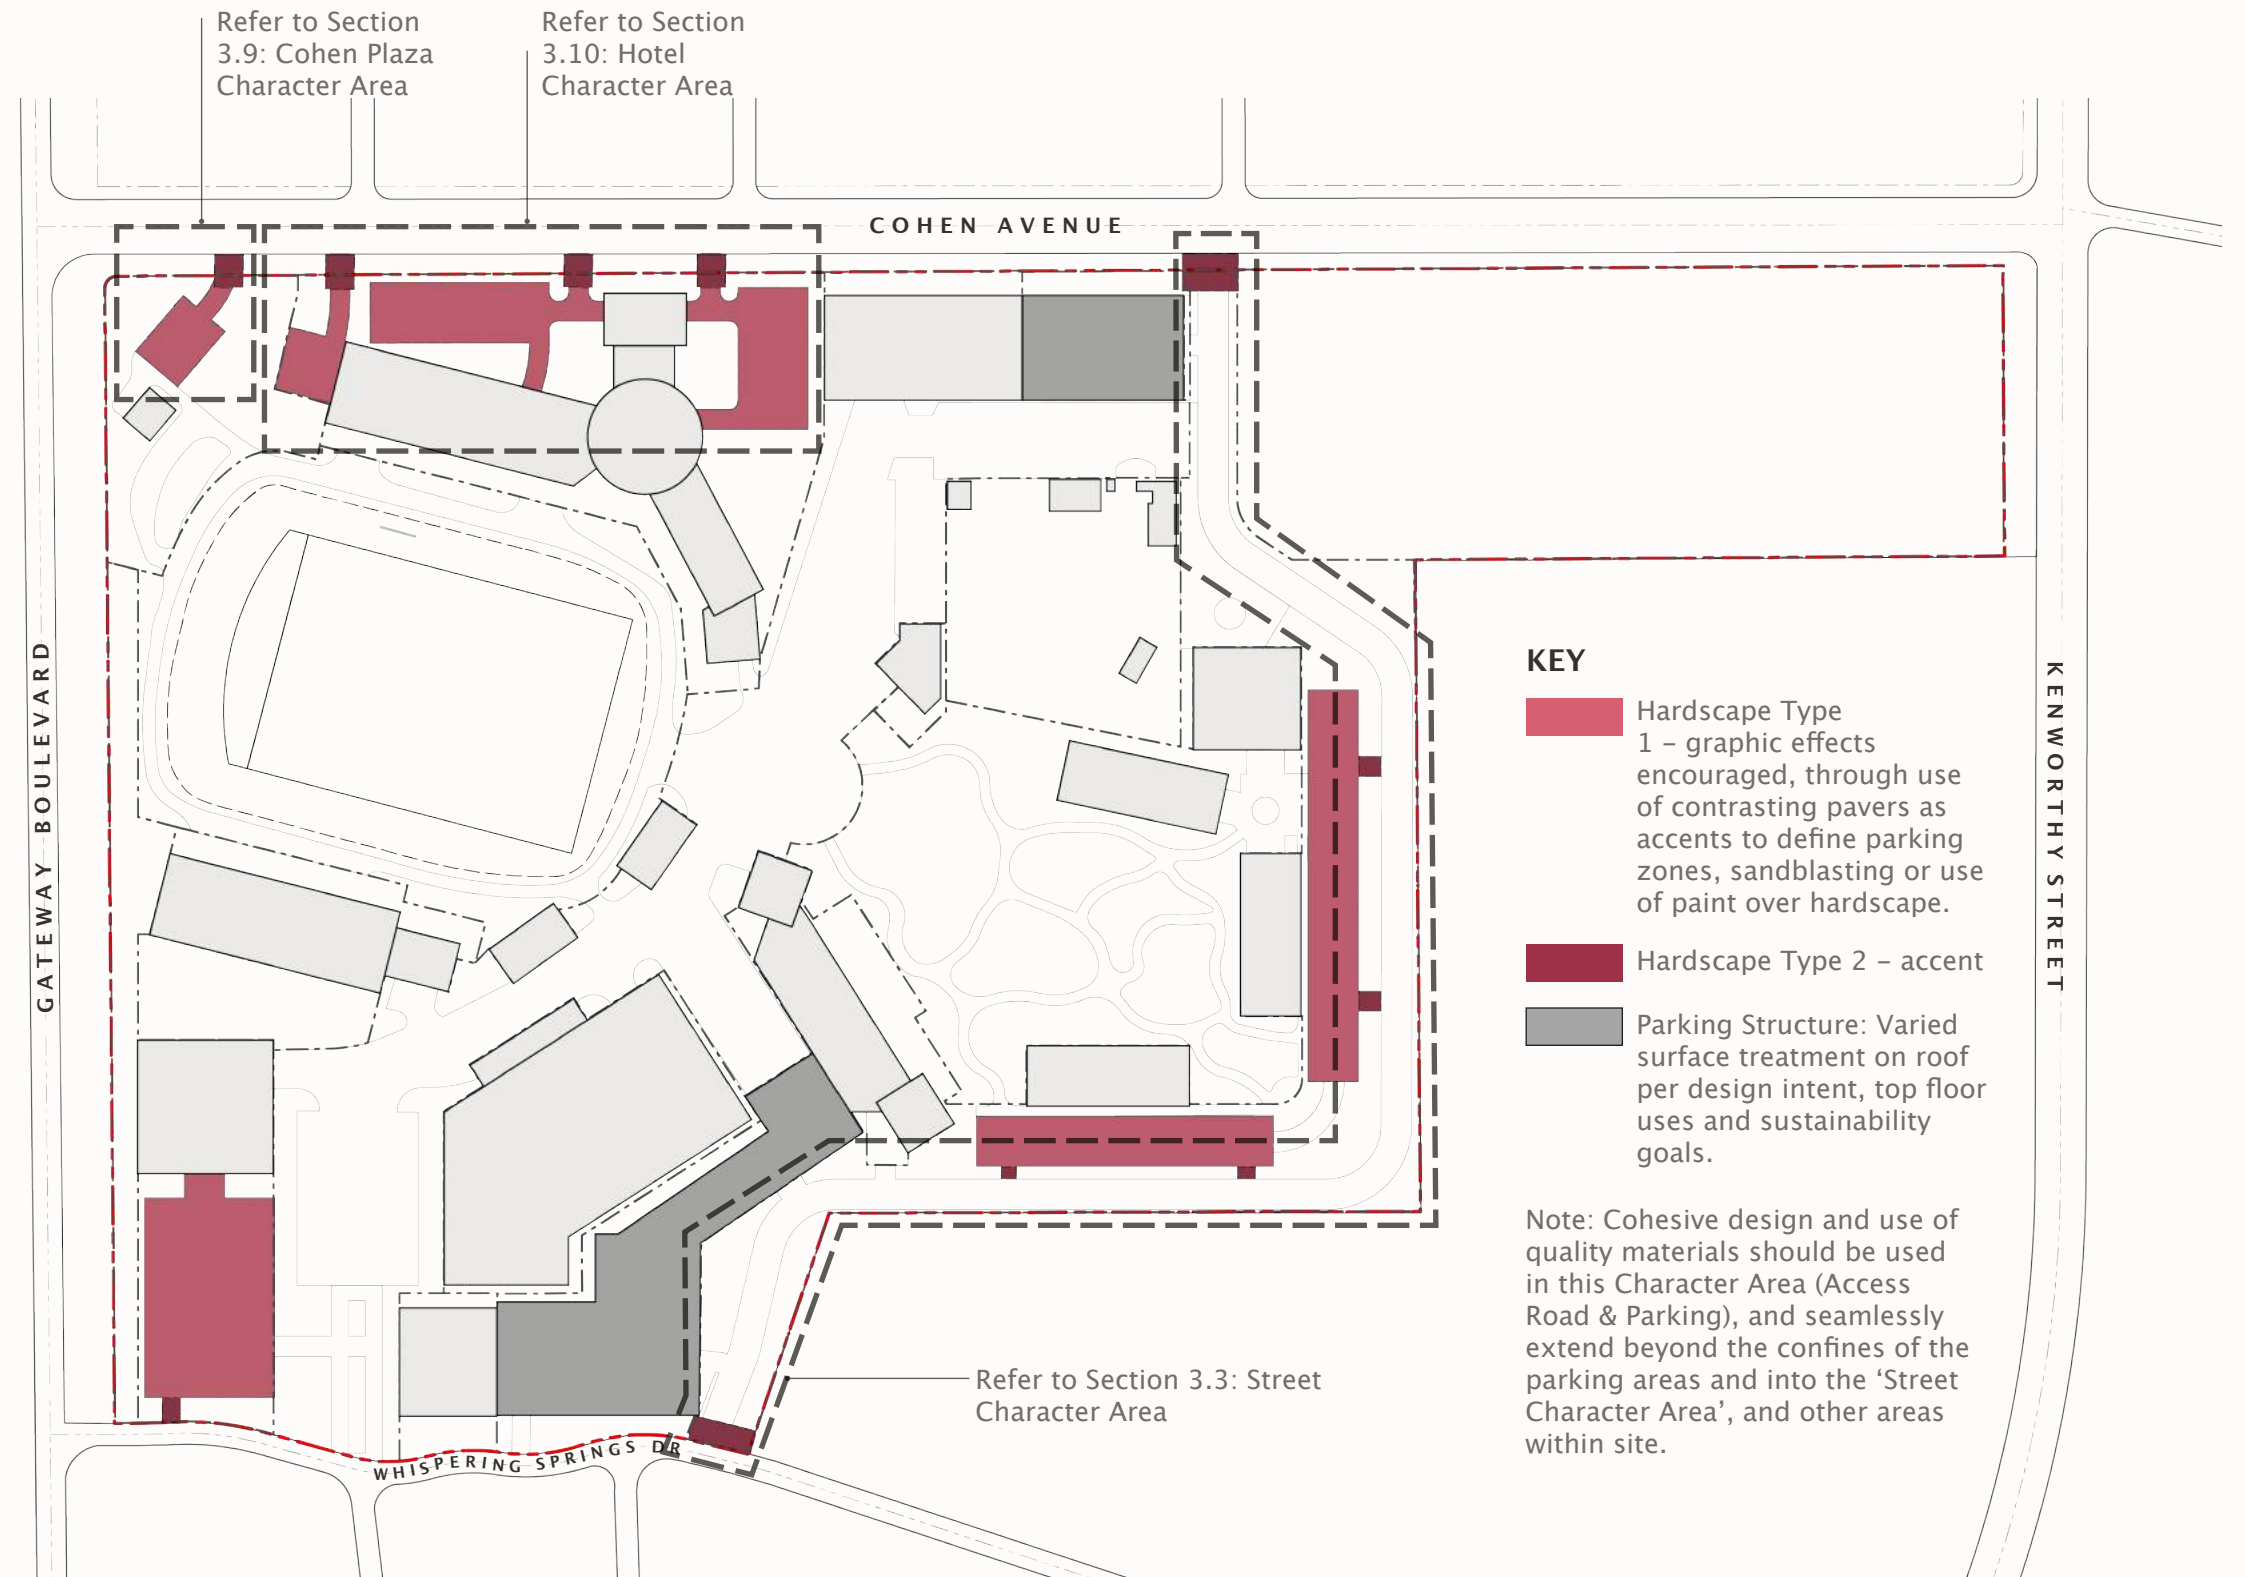 Refer to Section
3.9: Cohen Plaza
Character Area
Refer to Section
3.10: Hotel
Character Area
COHEN AVENUE
GATEWAY BOULEVARD
KENWORTHY STREET
KEY
Hardscape Type
1 – graphic effects
encouraged, through use
of contrasting pavers as
accents to define parking
zones, sandblasting or use
of paint over hardscape.
Hardscape Type 2 – accent
Parking Structure: Varied
surface treatment on roof
per design intent, top floor
uses and sustainability
goals.
Note: Cohesive design and use of
quality materials should be used
in this Character Area (Access
Road & Parking), and seamlessly
extend beyond the confines of the
parking areas and into the ‘Street
Character Area’, and other areas
within site.
Refer to Section 3.3: Street
Character Area
WHISPERING SPRINGS DR